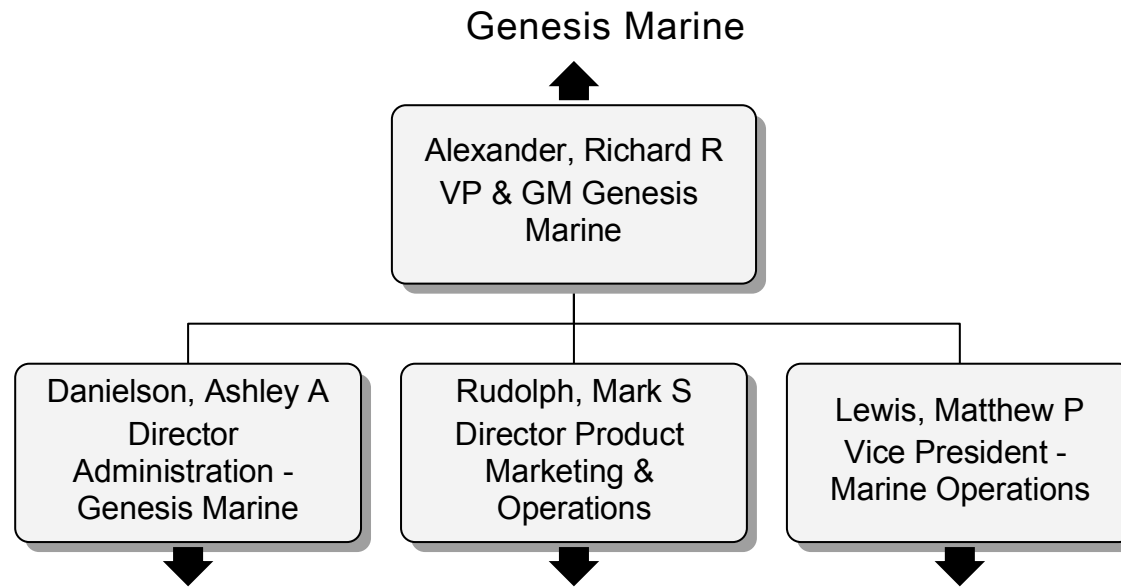 Genesis Marine
Alexander, Richard R
VP & GM Genesis
Marine
Danielson, Ashley A
Director
Administration -
Genesis Marine
Rudolph, Mark S
Director Product
Marketing &
Operations
Lewis, Matthew P
Vice President -
Marine Operations